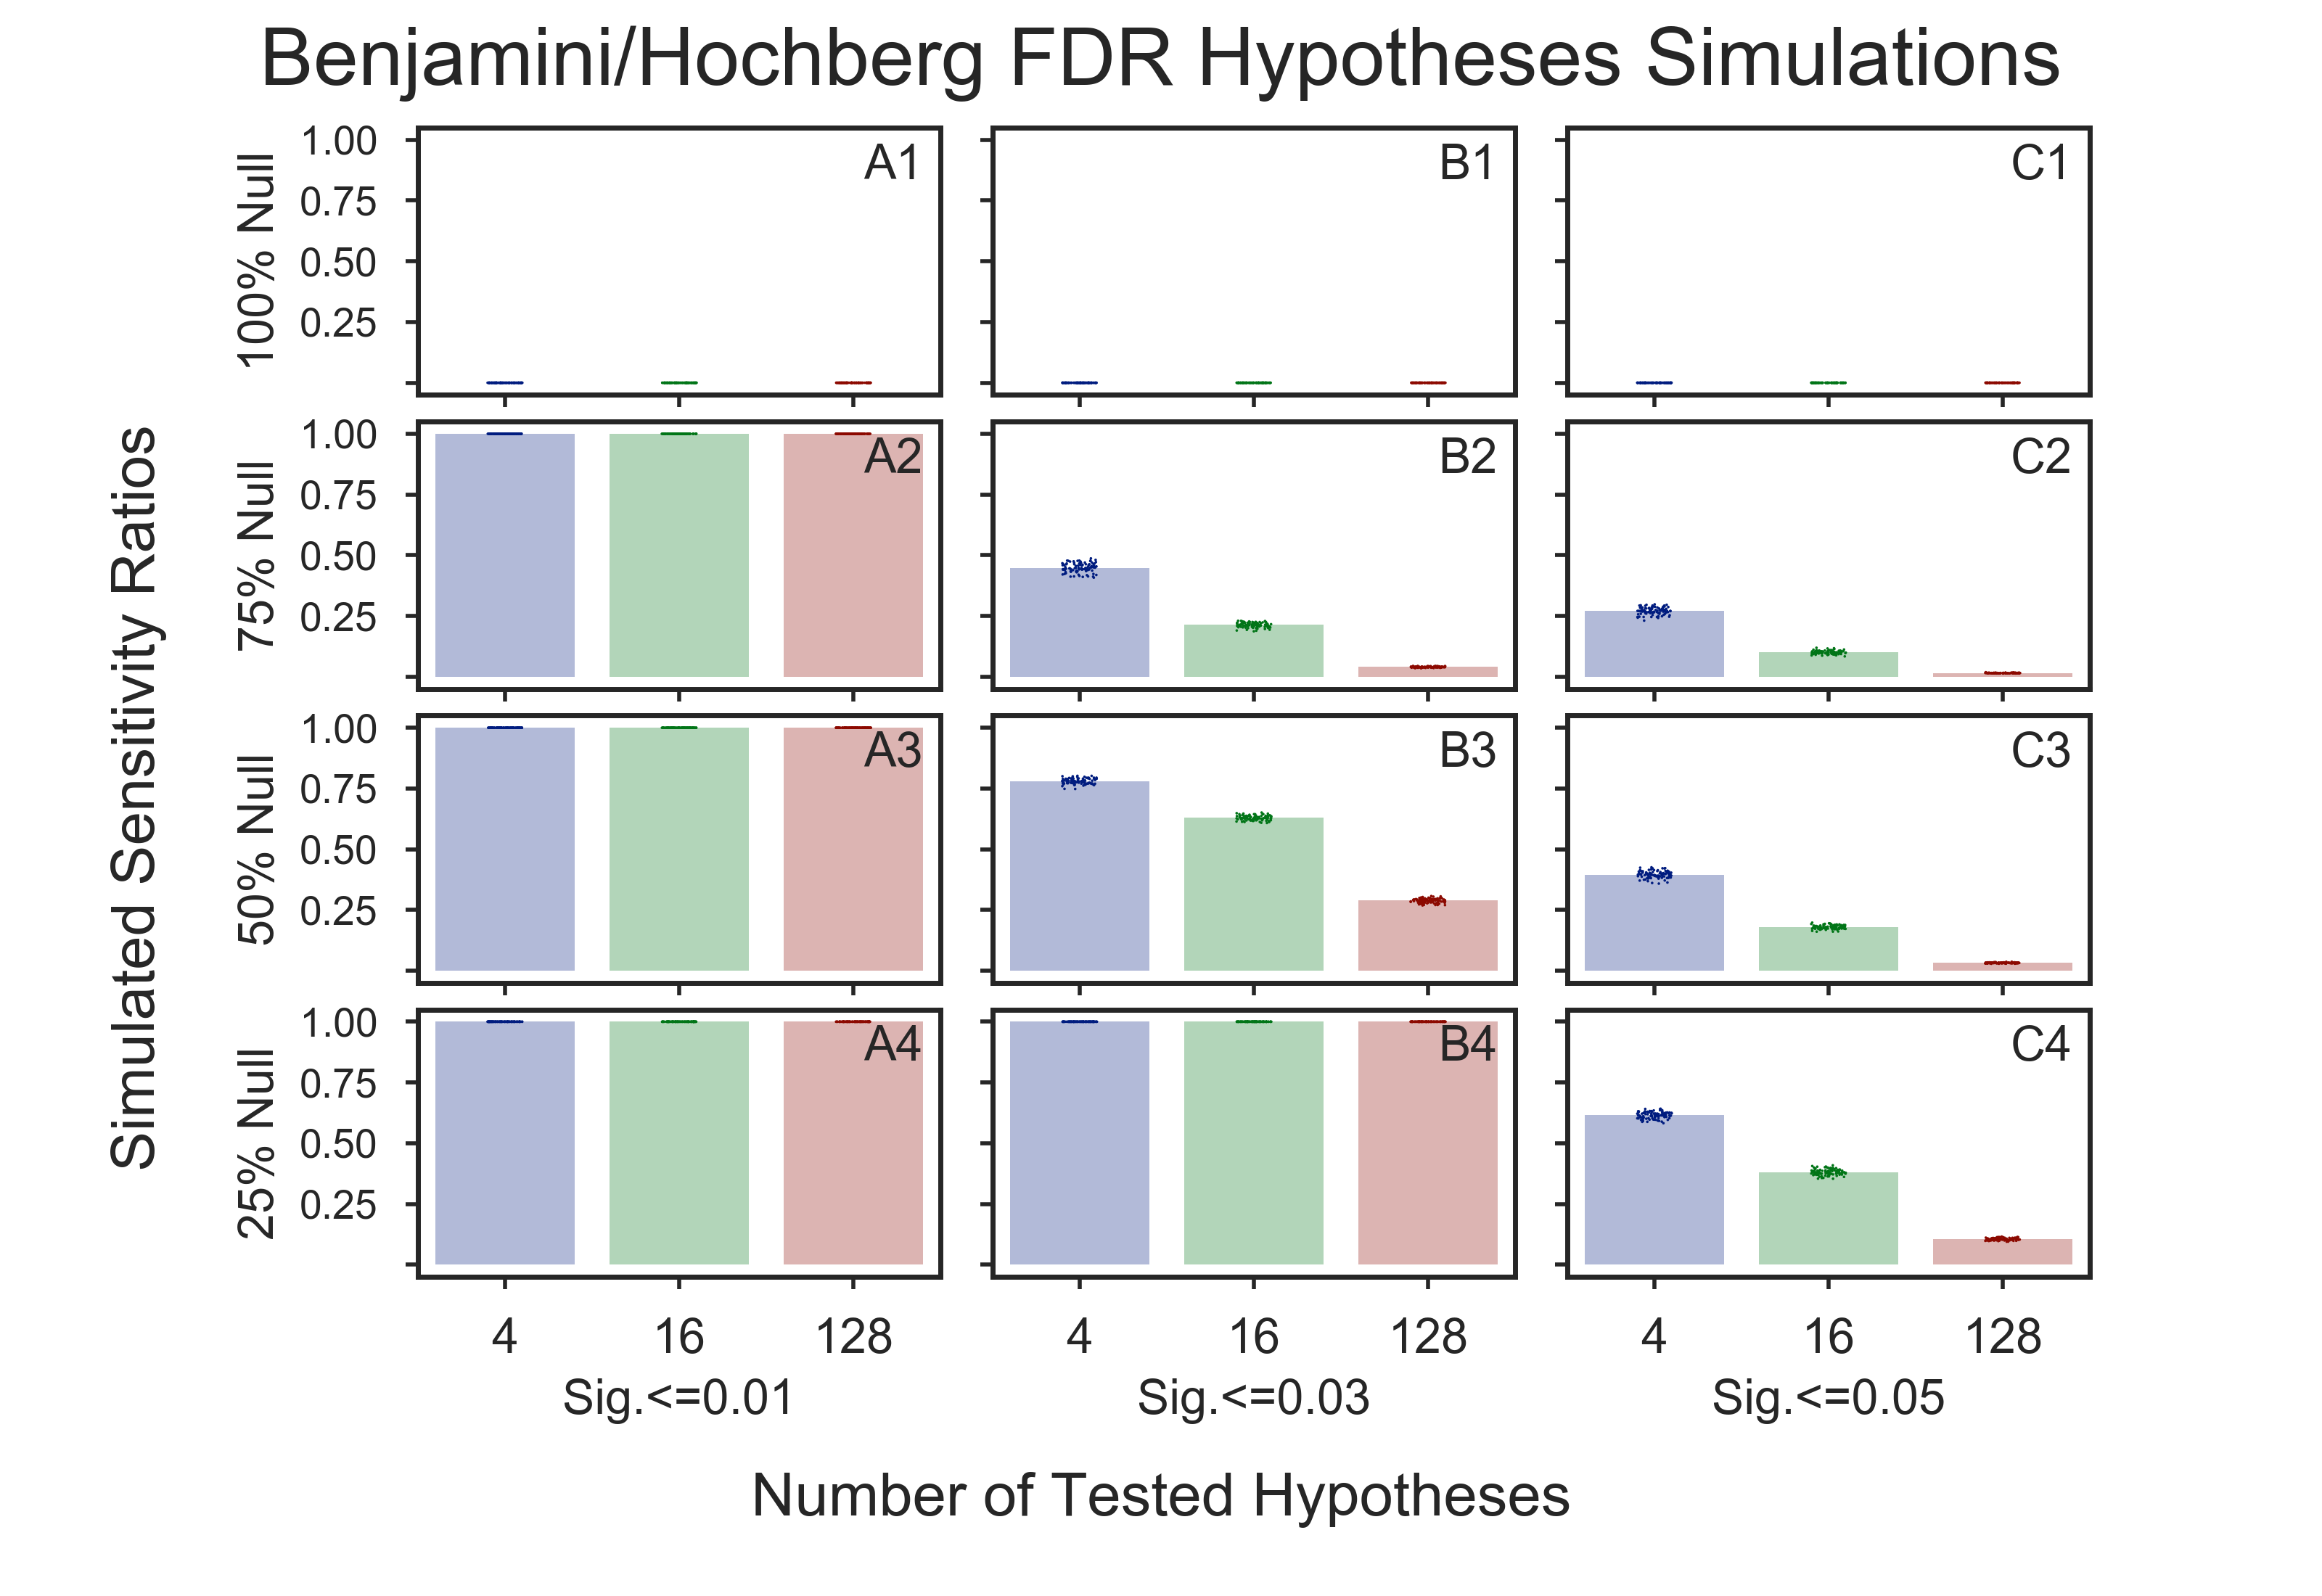 Benjamini/Hochberg FDR Hypotheses Simulations
Simulated Sensitivity Ratios
100% Null
1.00
0.75
0.50
0.25
A1
B1
C1
75% Null
1.00
0.75
0.50
0.25
A2
B2
C2
50% Null
1.00
0.75
0.50
0.25
A3
B3
C3
25% Null
1.00
0.75
0.50
0.25
A4
B4
C4
4 16 128
4 16 128
4 16 128
Sig.<=0.01
Sig.<=0.03
Sig.<=0.05
Number of Tested Hypotheses